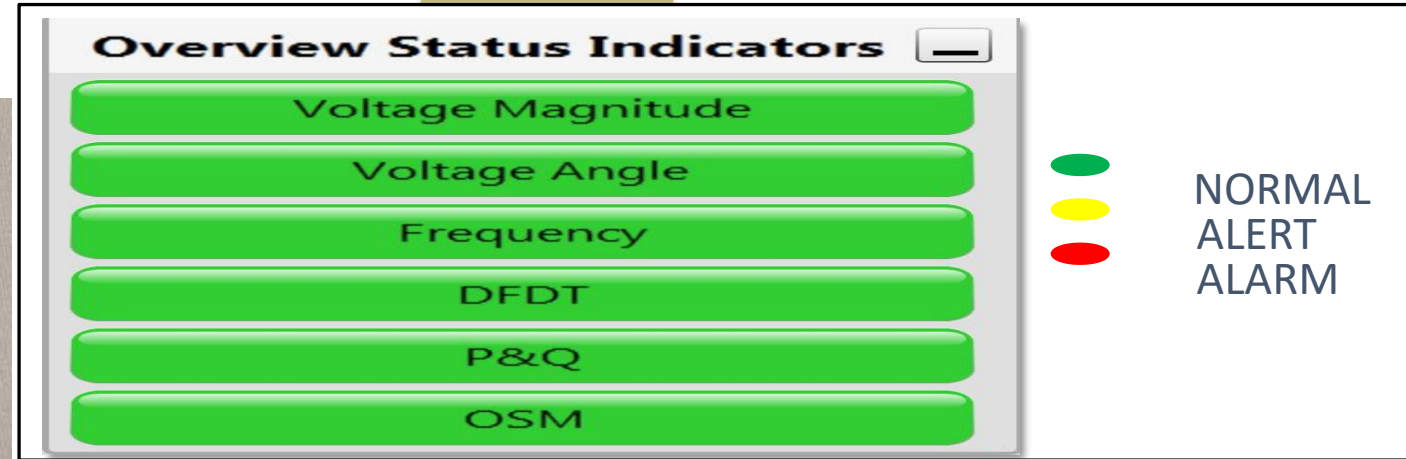 Overview Status Indicators
Voltage Magnitude
Voltage Angle
Frequency
DFDT
P&Q
OSM
NORMAL
ALERT
ALARM